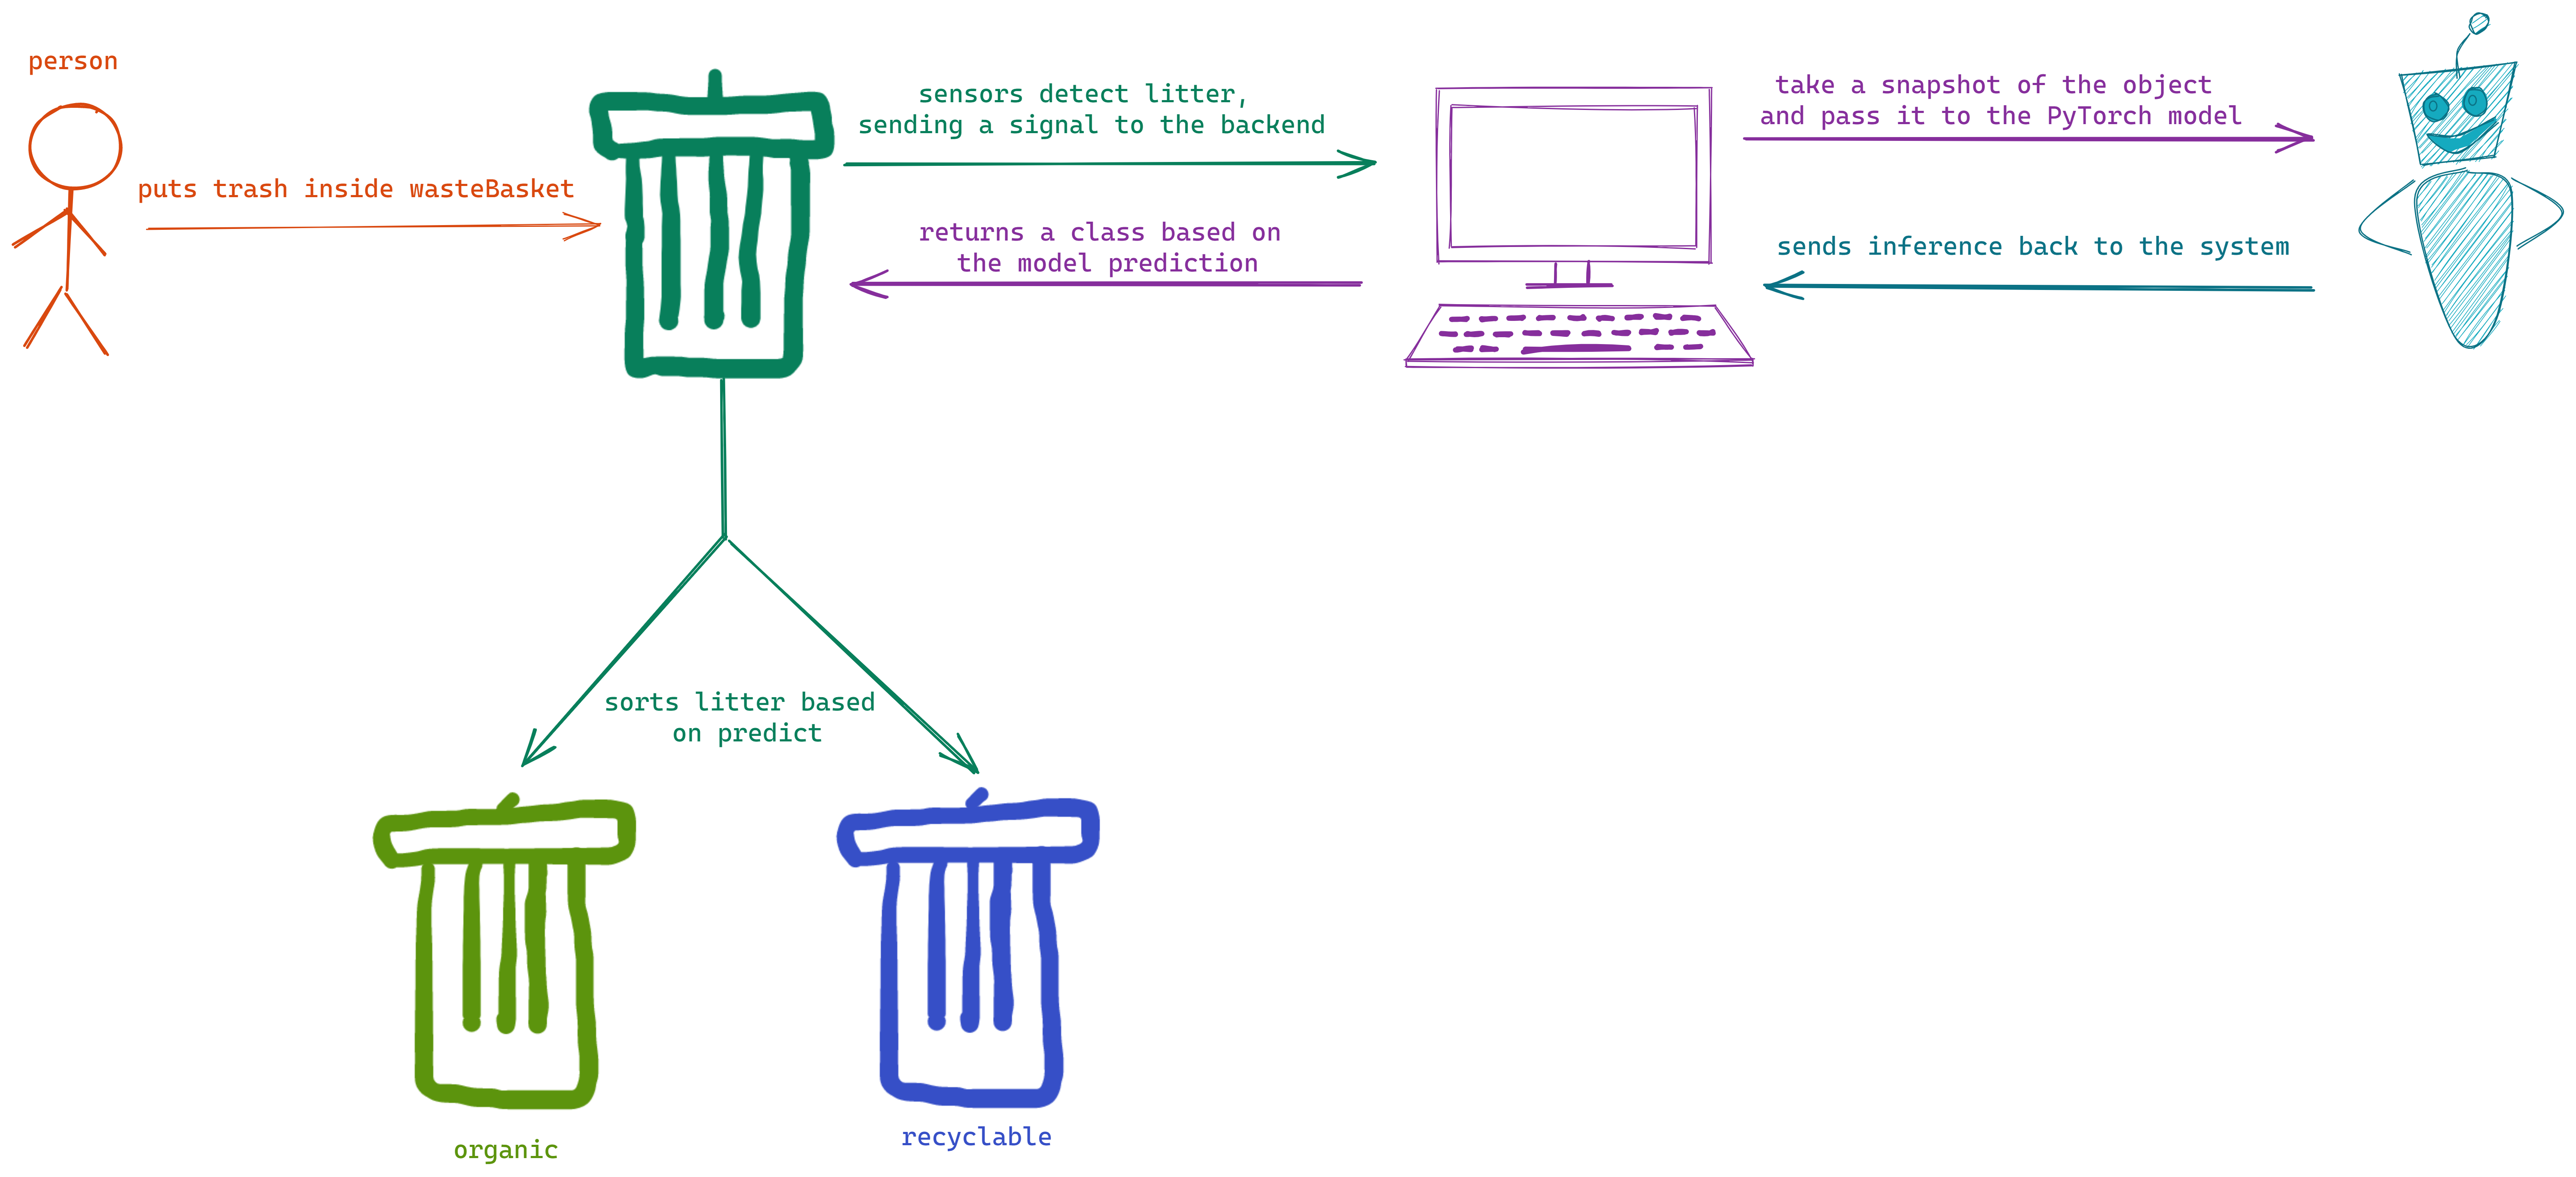 person
puts trash inside wasteBasket
sensors detect litter,
sending a signal to the backend
returns a class based on
the model prediction
take a snapshot of the object
and pass it to the PyTorch model
sends inference back to the system
sorts litter based
on predict
organic
recyclable